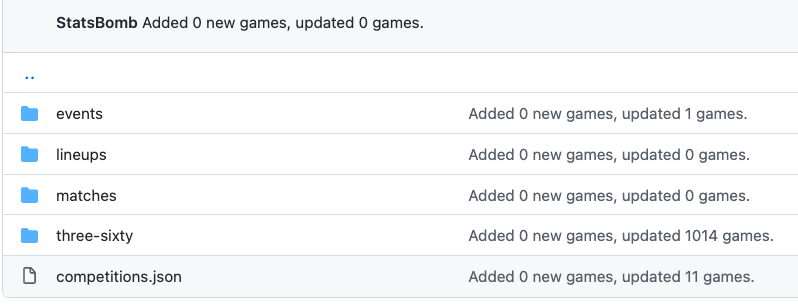 StatsBomb Added 0 new games, updated 0 games.
..
events Added 0 new games, updated 1 games.
lineups Added 0 new games, updated 0 games.
matches Added 0 new games, updated 0 games.
three-sixty Added 0 new games, updated 1014 games.
competitions.json Added 0 new games, updated 11 games.